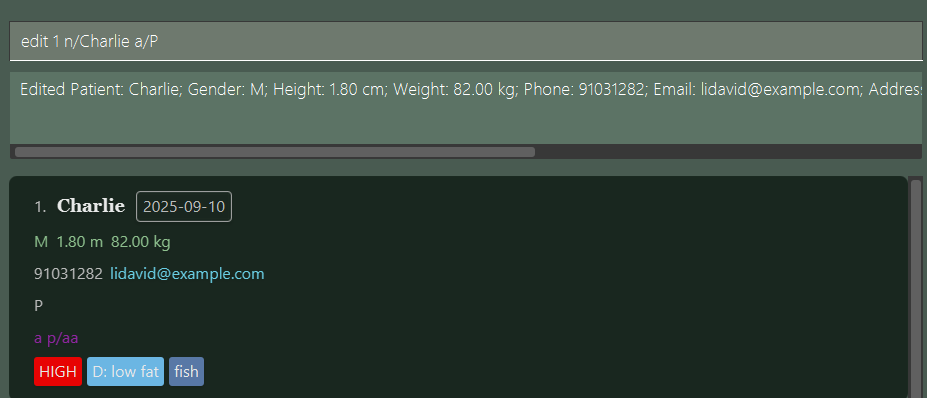 edit 1 n/Charlie a/P
Edited Patient: Charlie; Gender: M; Height: 1.80 cm; Weight: 82.00 kg; Phone: 91031282; Email: lidavid@example.com; Address
1. Charlie 2025-09-10
M 1.80 m 82.00 kg
91031282 lidavid@example.com
P
a p/aa
HIGH D: low fat fish